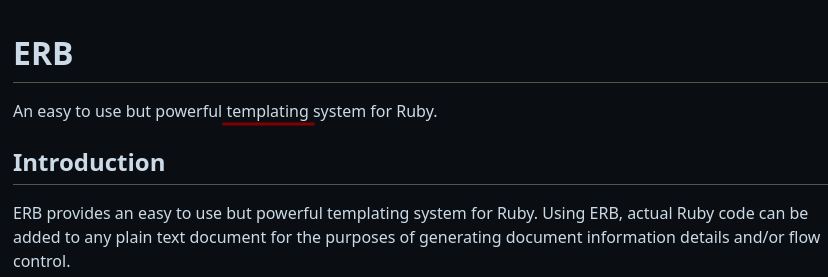 ERB
An easy to use but powerful templating system for Ruby.
Introduction
ERB provides an easy to use but powerful templating system for Ruby. Using ERB, actual Ruby code can be
added to any plain text document for the purposes of generating document information details and/or flow
control.